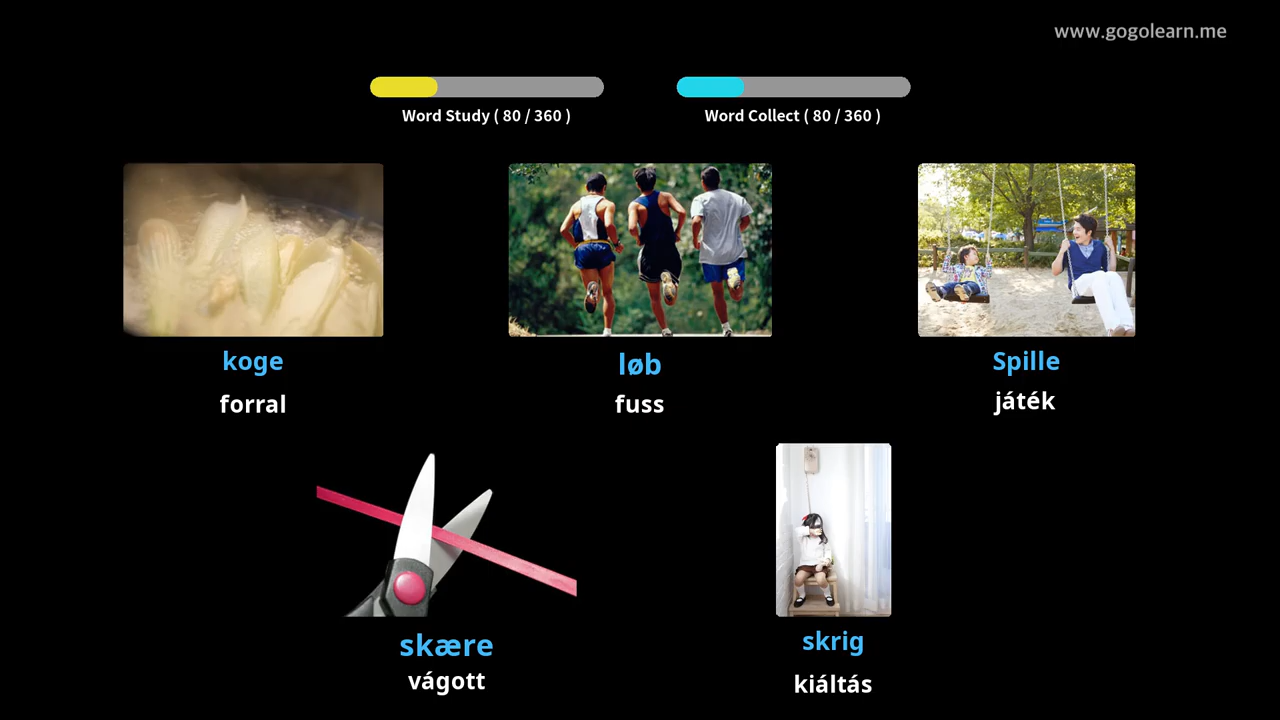 www.gogolearn.me
Word Study ( 80 / 360 )
Word Collect ( 80 / 360 )
koge
forral
løb
fuss
Spille
játék
skære
vágott
skrig
kiáltás